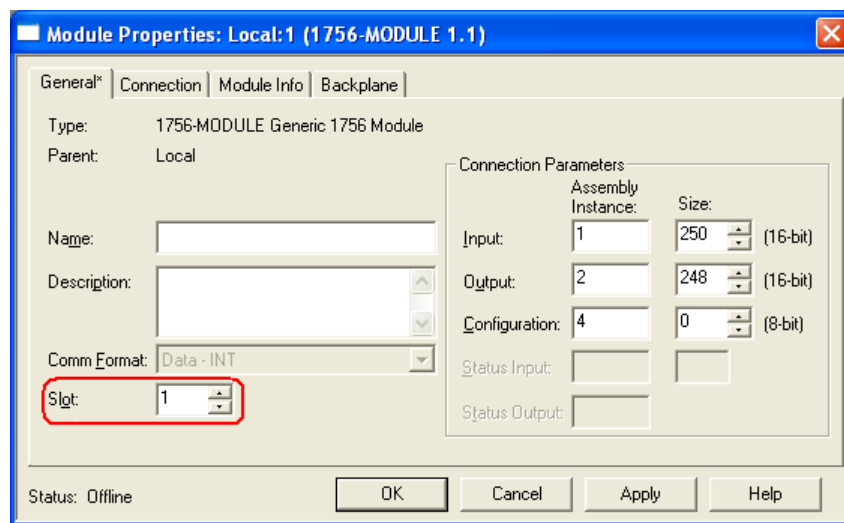 Module Properties: Local:1 (1756-MODULE 1.1)
General* Connection Module Info Backplane
Type: 1756-MODULE Generic 1756 Module
Parent: Local
Connection Parameters
Assembly
Instance: Size:
Name:
Input: 1 250 (16-bit)
Description:
Output: 2 248 (16-bit)
Configuration: 4 0 (8-bit)
Comm Format: Data - INT
Status Input:
Slot: 1
Status Output:
Status: Offline OK Cancel Apply Help